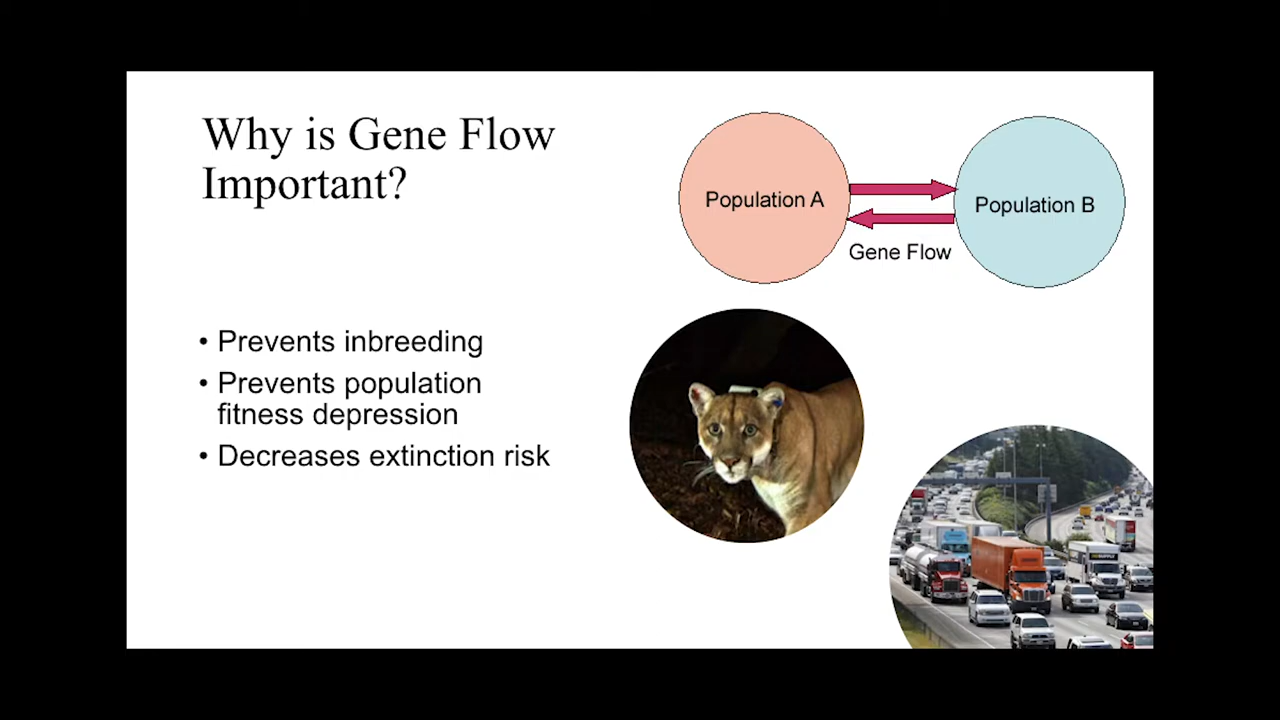 Why is Gene Flow
Important?
Population A
Population B
Gene Flow
• Prevents inbreeding
• Prevents population
fitness depression
• Decreases extinction risk